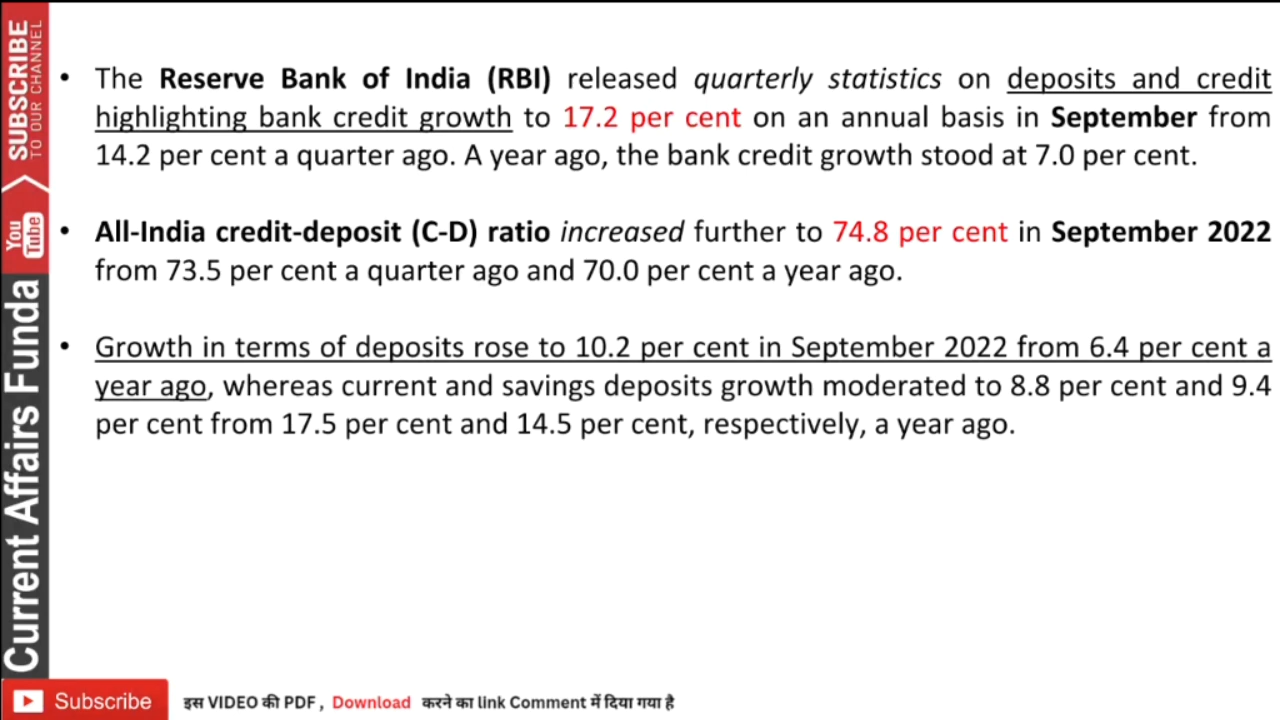 • The Reserve Bank of India (RBI) released quarterly statistics on deposits and credit
highlighting bank credit growth to 17.2 per cent on an annual basis in September from
14.2 per cent a quarter ago. A year ago, the bank credit growth stood at 7.0 per cent.
• All-India credit-deposit (C-D) ratio increased further to 74.8 per cent in September 2022
from 73.5 per cent a quarter ago and 70.0 per cent a year ago.
• Growth in terms of deposits rose to 10.2 per cent in September 2022 from 6.4 per cent a
year ago, whereas current and savings deposits growth moderated to 8.8 per cent and 9.4
per cent from 17.5 per cent and 14.5 per cent, respectively, a year ago.
SUBSCRIBE
TO OUR CHANNEL
You
Tube
Current Affairs Funda
Subscribe
इस VIDEO की PDF , Download करने का link Comment में दिया गया है